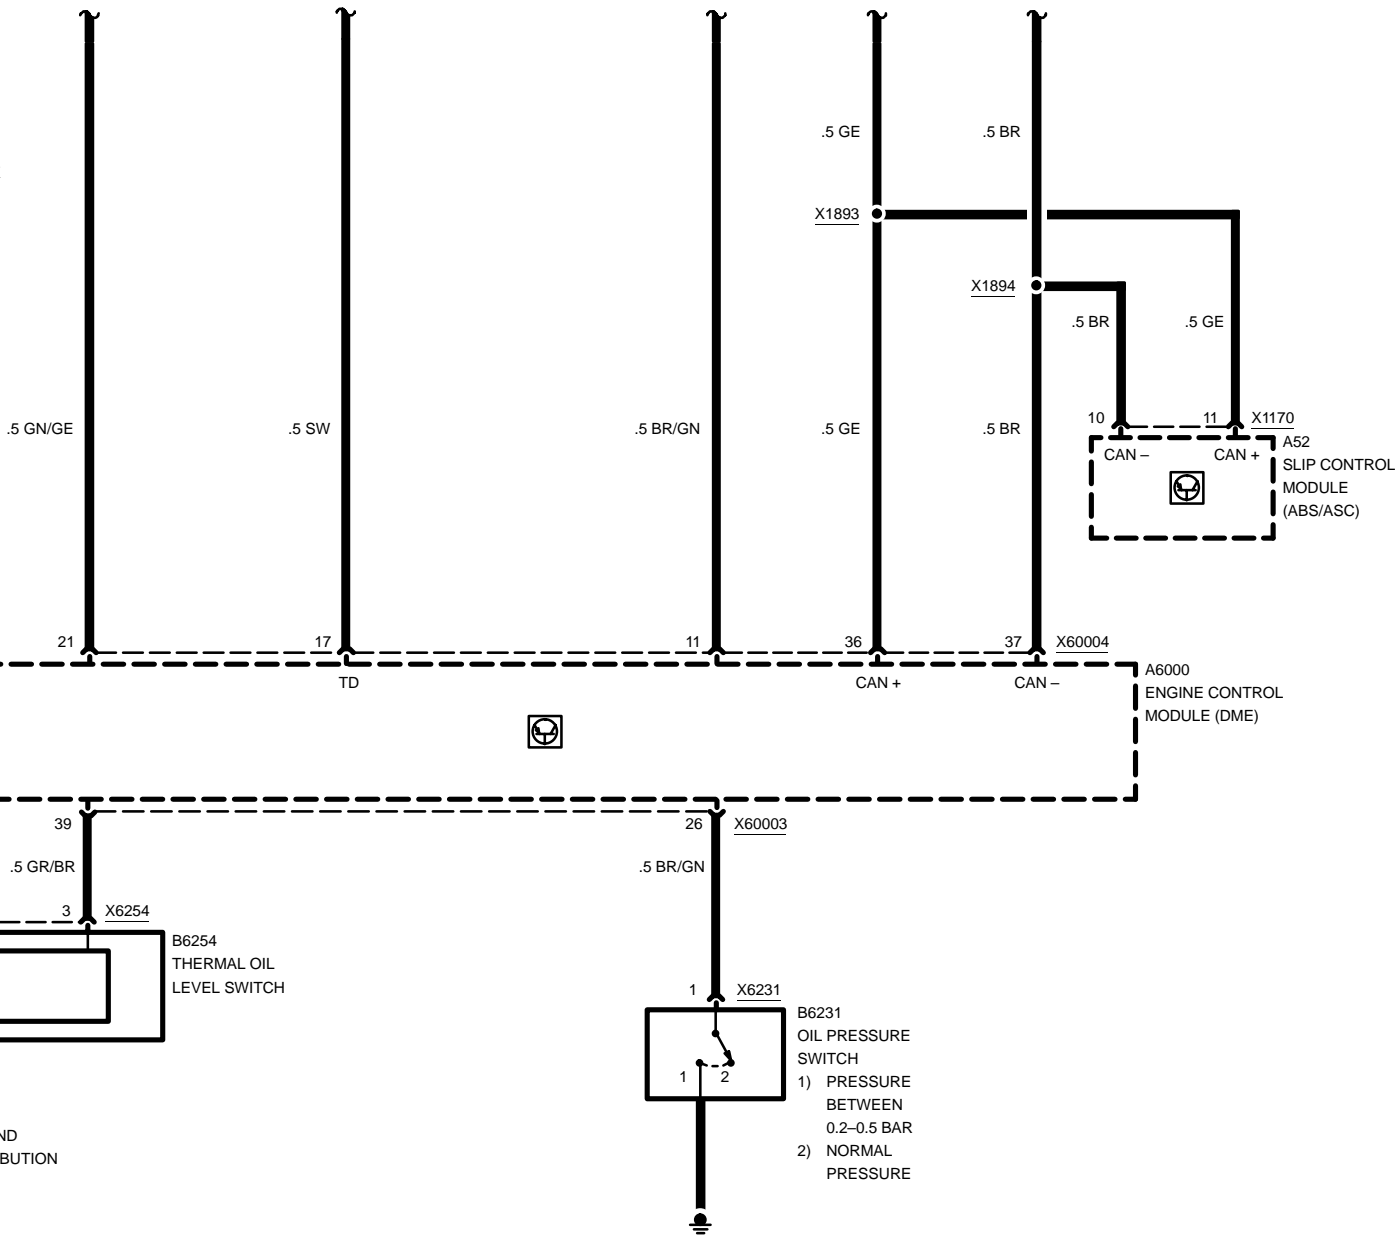 .5 GE
.5 BR
X1893
X1894
.5 BR
.5 GE
.5 GN/GE
.5 SW
.5 BR/GN
.5 GE
.5 BR
10
11
X1170
A52
SLIP CONTROL
MODULE
(ABS/ASC)
CAN –
CAN +
21
17
11
36
37
X60004
TD
CAN +
CAN –
A6000
ENGINE CONTROL
MODULE (DME)
39
26
X60003
.5 GR/BR
.5 BR/GN
3
X6254
B6254
THERMAL OIL
LEVEL SWITCH
1
X6231
B6231
OIL PRESSURE
SWITCH
1) PRESSURE
BETWEEN
0.2–0.5 BAR
2) NORMAL
PRESSURE
1
2
ND
BUTION